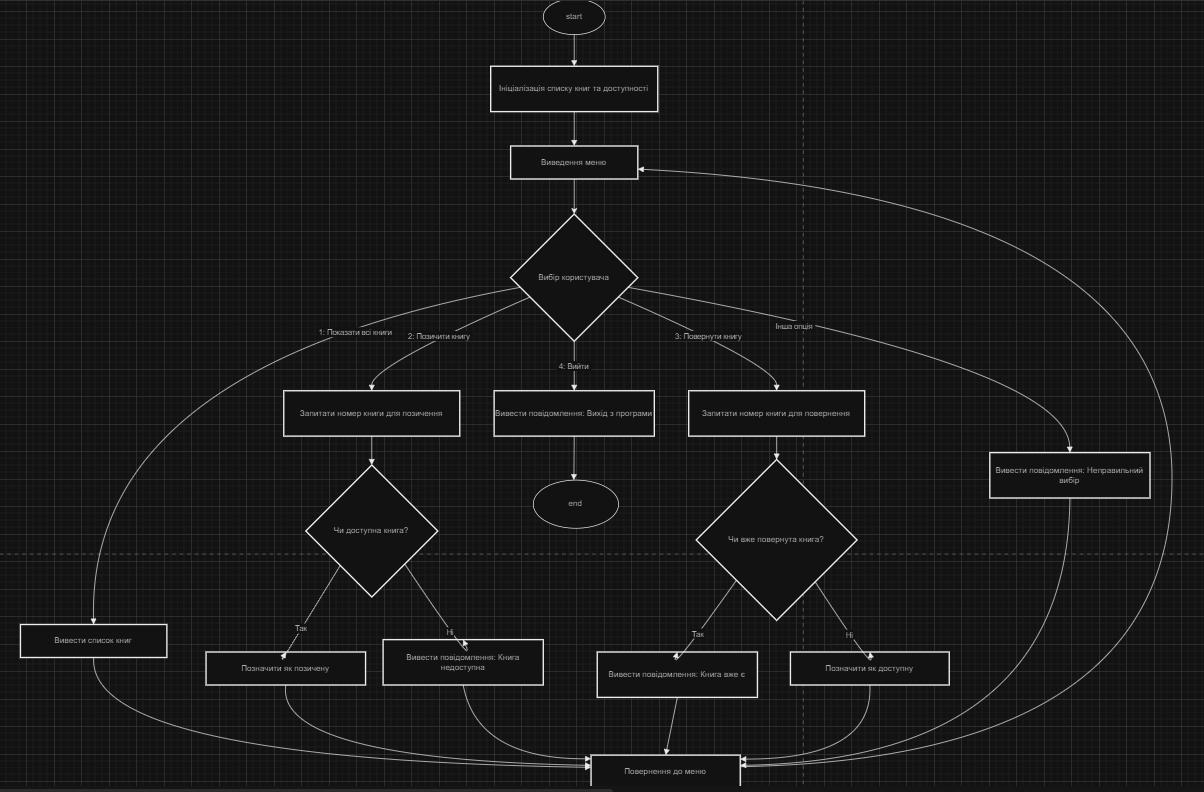 start
Ініціалізація списку книг та доступності
Виведення меню
Вибір користувача
1: Показати всі книги
2: Позичити книгу
4: Вийти
3: Повернути книгу
Інша опція
Запитати номер книги для позичення
Вивести повідомлення: Вихід з програми
Запитати номер книги для повернення
Вивести повідомлення: Неправильний
вибір
end
Чи доступна книга?
Чи вже повернута книга?
Так
Ні
Так
Ні
Вивести список книг
Позначити як позичену
Вивести повідомлення: Книга
недоступна
Вивести повідомлення: Книга вже є
Позначити як доступну
Повернення до меню